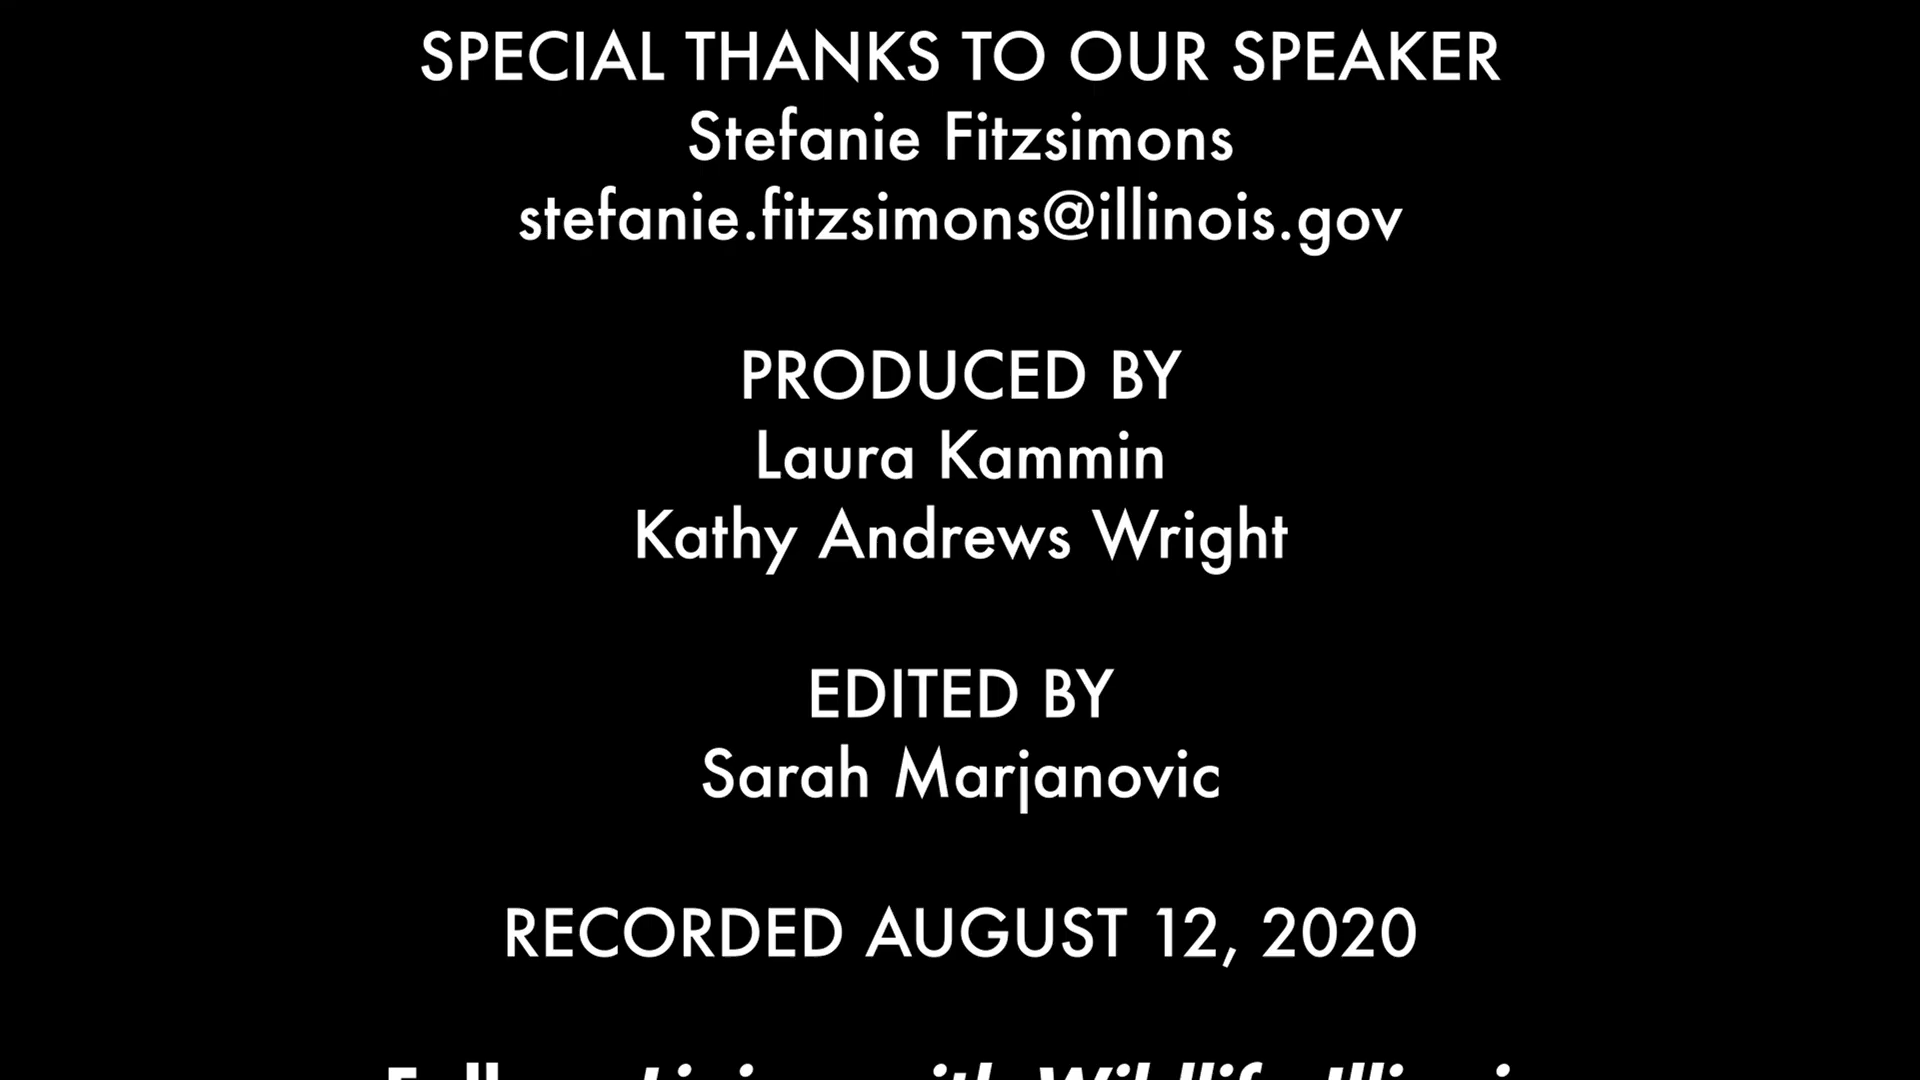 SPECIAL THANKS TO OUR SPEAKER
Stefanie Fitzsimons
stefanie.fitzsimons@illinois.gov
PRODUCED BY
Laura Kammin
Kathy Andrews Wright
EDITED BY
Sarah Marjanovic
RECORDED AUGUST 12, 2020